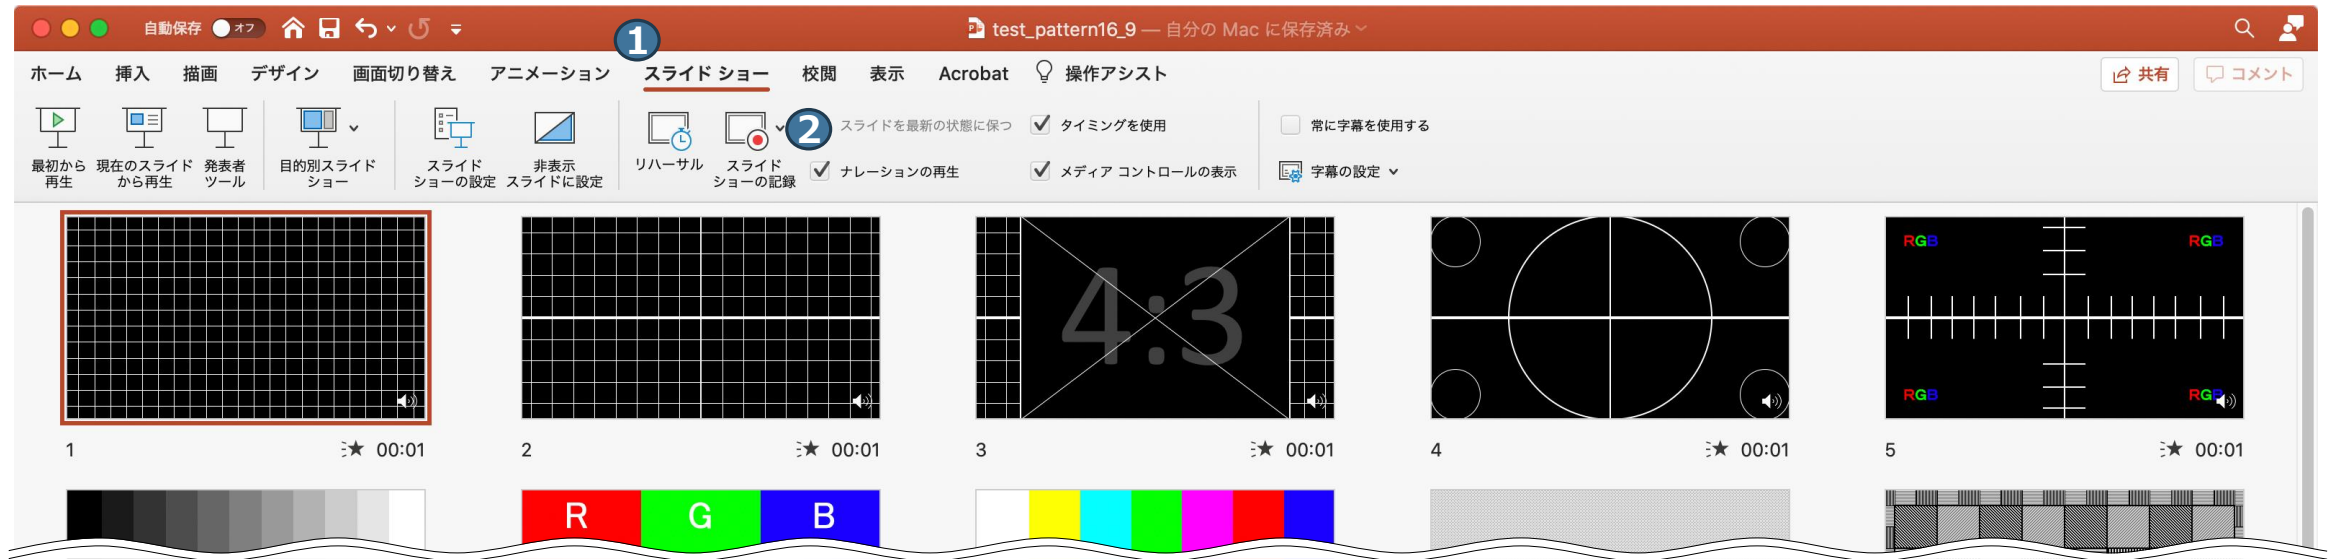 自動保存 オフ
test_pattern16_9 — 自分の Mac に保存済み
1
ホーム 挿入 描画 デザイン 画面切り替え アニメーション スライド ショー 校閲 表示 Acrobat 操作アシスト 共有 コメント
2 スライドを最新の状態に保つ タイミングを使用 常に字幕を使用する
最初から
再生
現在のスライド
から再生
発表者
ツール
目的別スライド
ショー
スライド
ショーの設定
非表示
スライドに設定
リハーサル
スライド
ショーの記録
ナレーションの再生 メディア コントロールの表示 字幕の設定
4:3
RGB RGB
RGB RGB
1 00:01 2 00:01 3 00:01 4 00:01 5 00:01
R G B